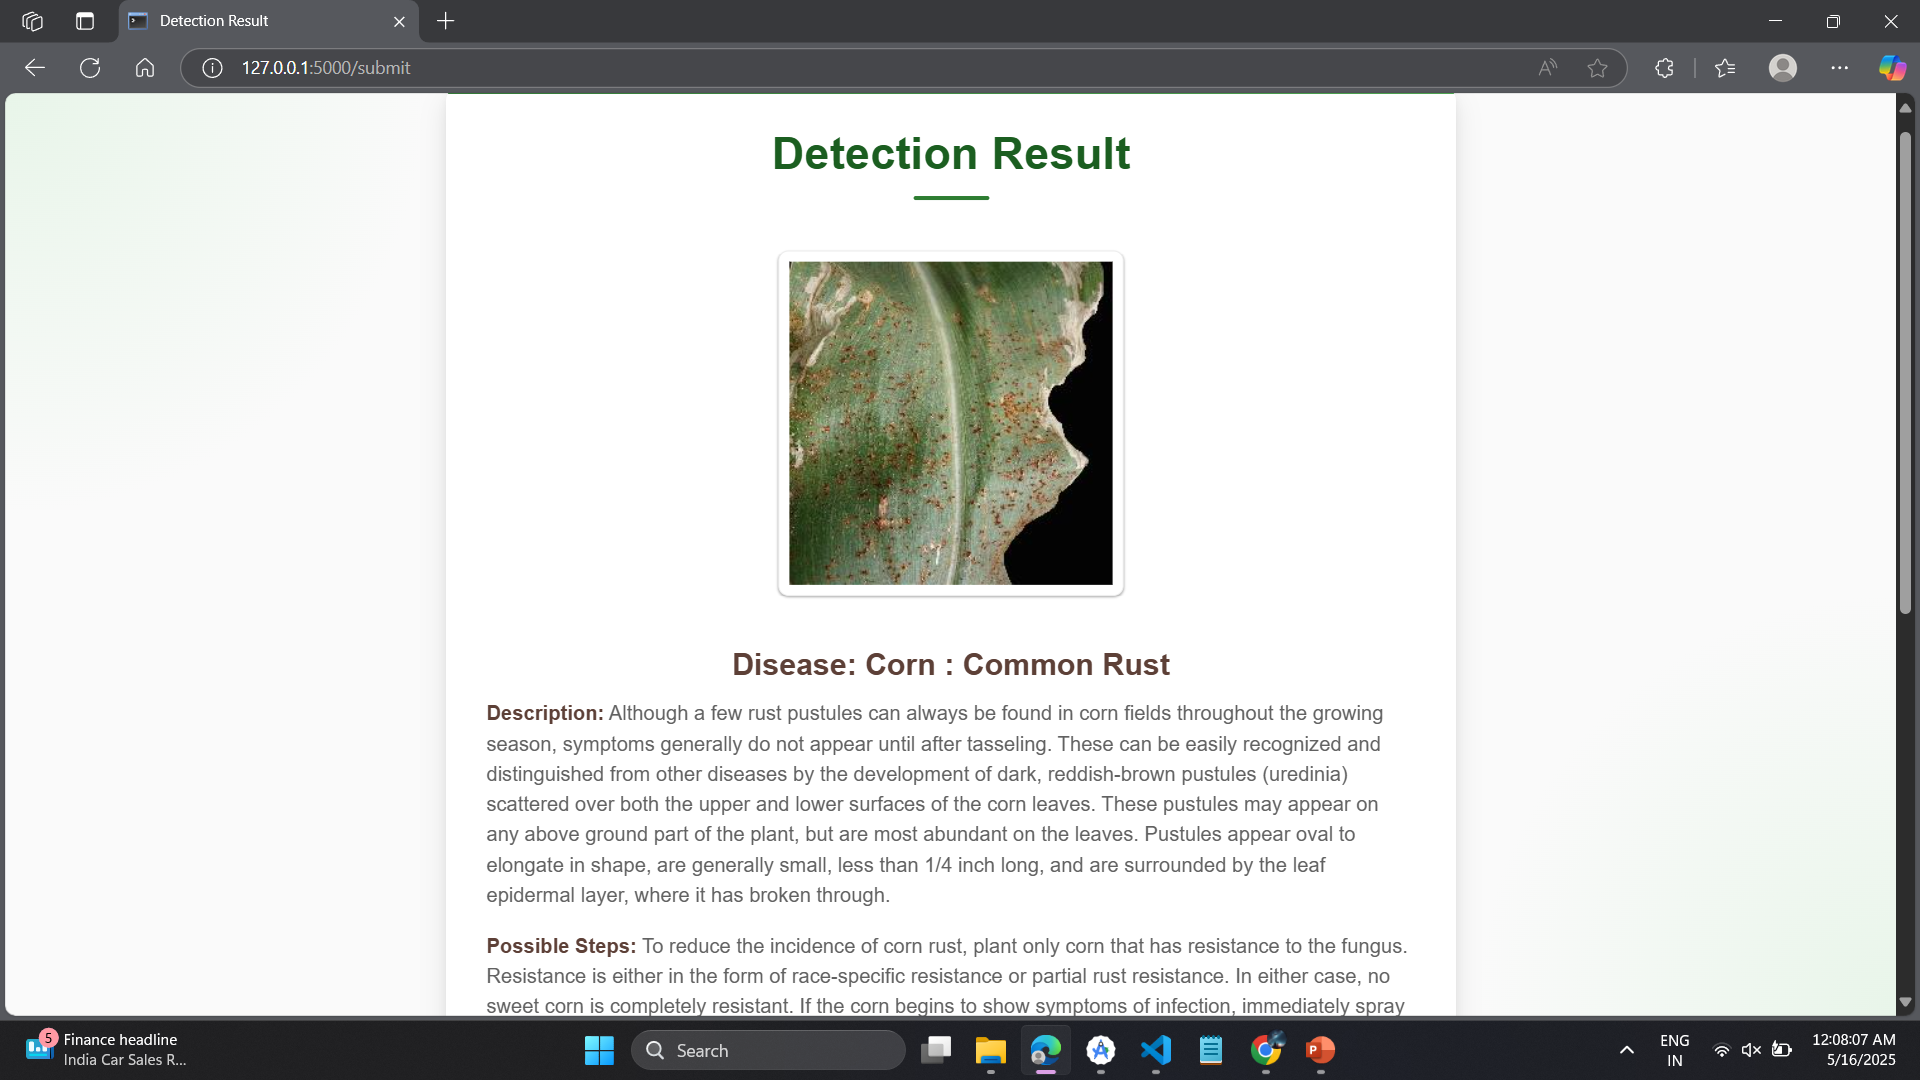 Detection Result
127.0.0.1:5000/submit
Detection Result
Disease: Corn : Common Rust
Description: Although a few rust pustules can always be found in corn fields throughout the growing
season, symptoms generally do not appear until after tasseling. These can be easily recognized and
distinguished from other diseases by the development of dark, reddish-brown pustules (uredinia)
scattered over both the upper and lower surfaces of the corn leaves. These pustules may appear on
any above ground part of the plant, but are most abundant on the leaves. Pustules appear oval to
elongate in shape, are generally small, less than 1/4 inch long, and are surrounded by the leaf
epidermal layer, where it has broken through.
Possible Steps: To reduce the incidence of corn rust, plant only corn that has resistance to the fungus.
Resistance is either in the form of race-specific resistance or partial rust resistance. In either case, no
sweet corn is completely resistant. If the corn begins to show symptoms of infection, immediately spray
5
Finance headline
India Car Sales R...
Search
ENG
IN
12:08:07 AM
5/16/2025